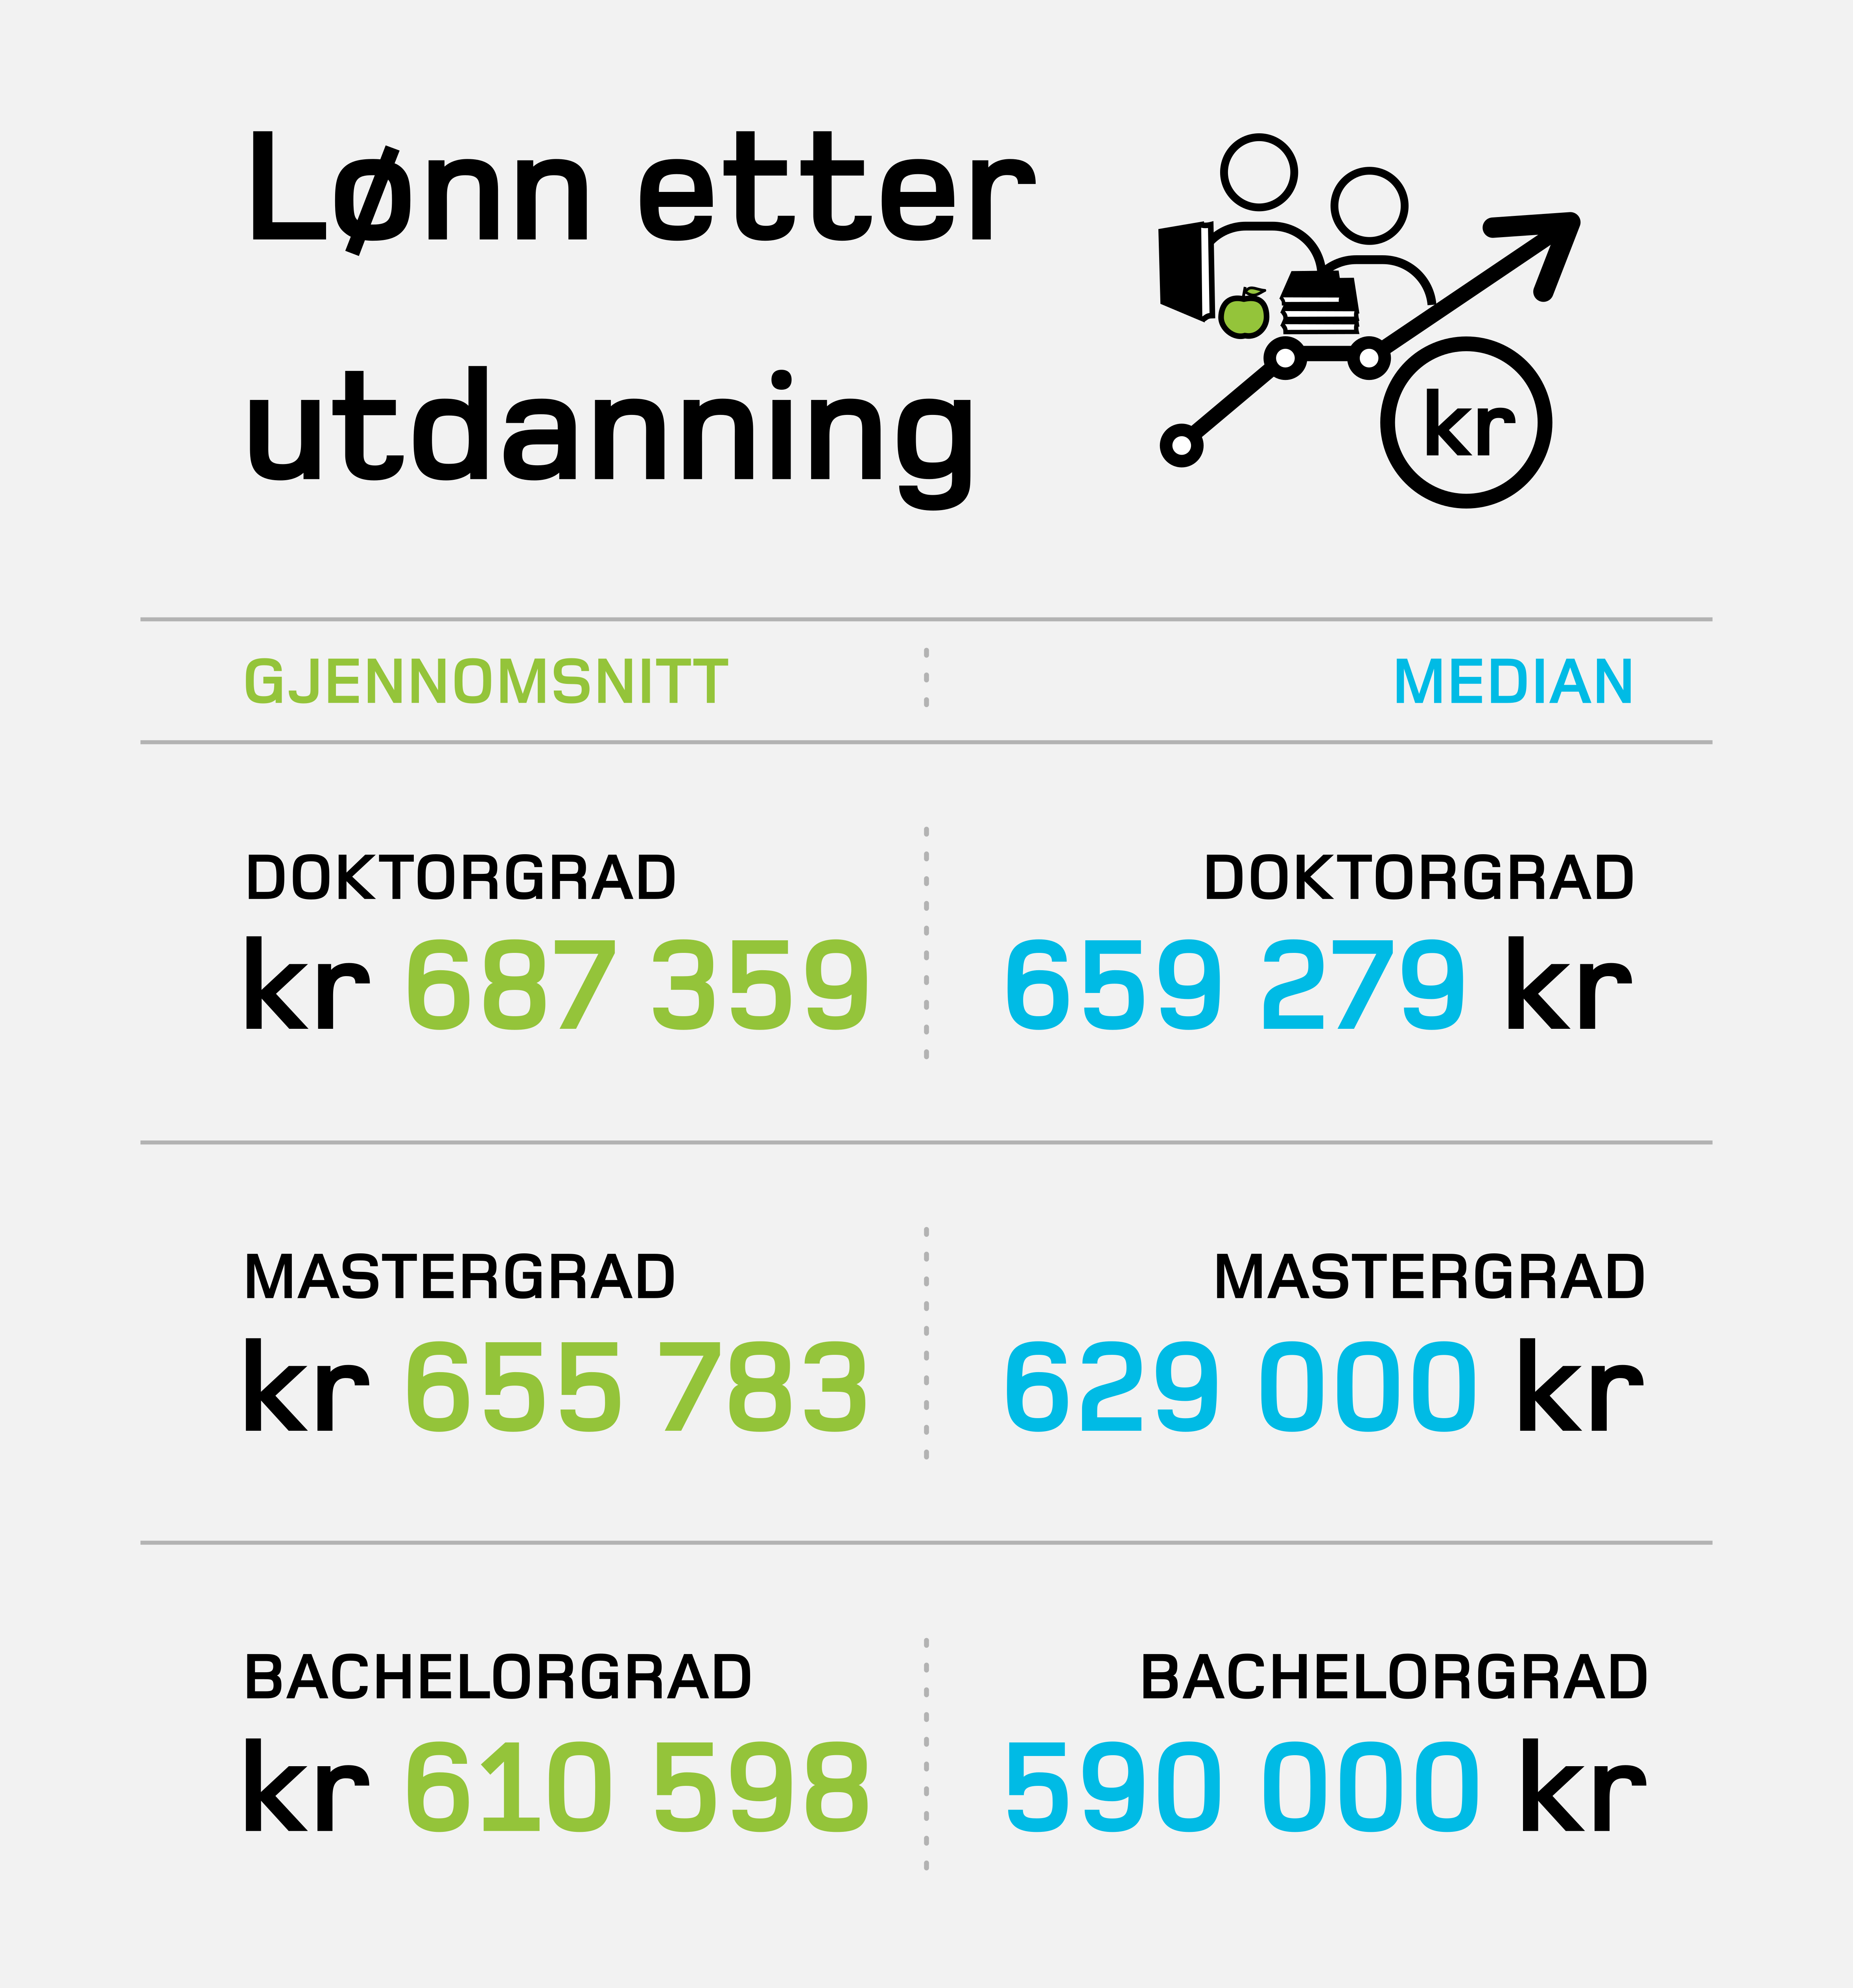 Lønn etter
utdanning
kr
GJENNOMSNITT
MEDIAN
DOKTORGRAD
DOKTORGRAD
kr 687 359
659 279 kr
MASTERGRAD
MASTERGRAD
kr 655 783
629 000 kr
BACHELORGRAD
BACHELORGRAD
kr 610 598
590 000 kr